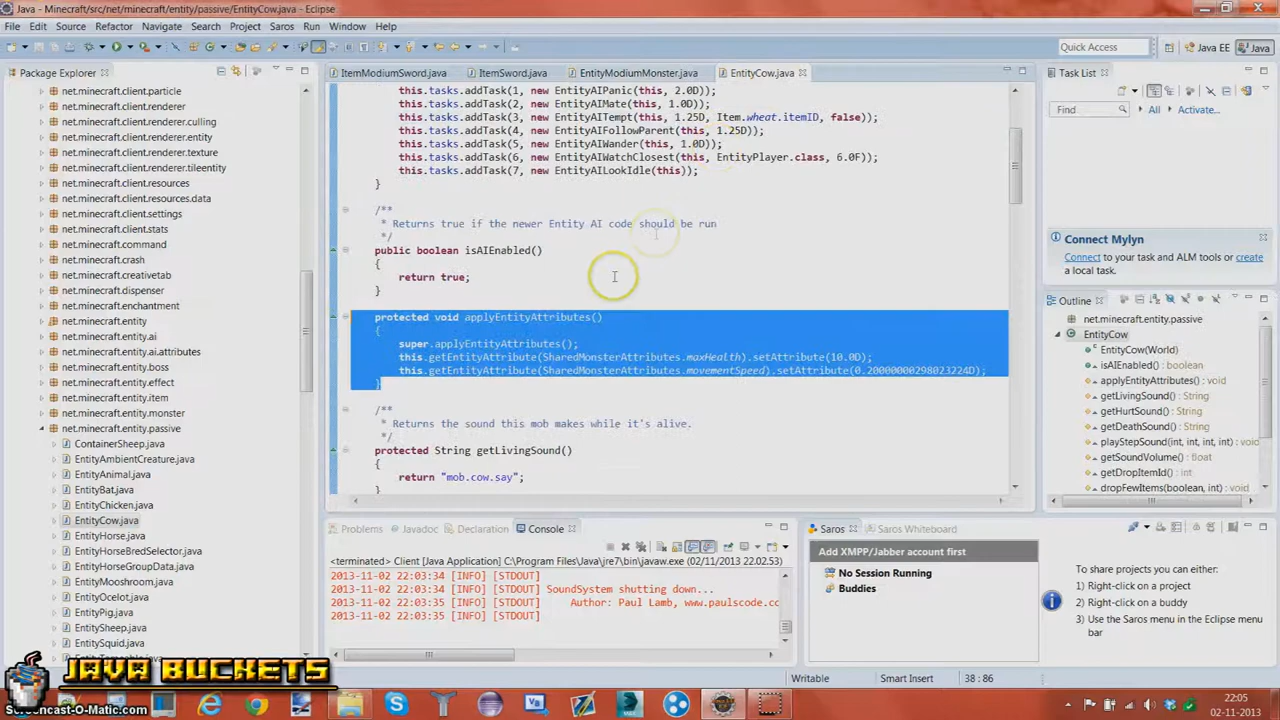 Java - Minecraft/src/net/minecraft/entity/passive/EntityCow.java - Eclipse
File Edit Source Refactor Navigate Search Project Saros Run Window Help
Quick Access
Java EE
Java
Package Explorer
net.minecraft.client.particle
net.minecraft.client.renderer
net.minecraft.client.renderer.culling
net.minecraft.client.renderer.entity
net.minecraft.client.renderer.texture
net.minecraft.client.renderer.tileentity
net.minecraft.client.resources
net.minecraft.client.resources.data
net.minecraft.client.settings
net.minecraft.client.stats
net.minecraft.command
net.minecraft.crash
net.minecraft.creativetab
net.minecraft.dispenser
net.minecraft.enchantment
net.minecraft.entity
net.minecraft.entity.ai
net.minecraft.entity.ai.attributes
net.minecraft.entity.boss
net.minecraft.entity.effect
net.minecraft.entity.item
net.minecraft.entity.monster
net.minecraft.entity.passive
ContainerSheep.java
EntityAmbientCreature.java
EntityAnimal.java
EntityBat.java
EntityChicken.java
EntityCow.java
EntityHorse.java
EntityHorseBredSelector.java
EntityHorseGroupData.java
EntityMooshroom.java
EntityOcelot.java
EntityPig.java
EntitySheep.java
EntitySquid.java
ItemModiumSword.java ItemSword.java EntityModiumMonster.java EntityCow.java
this.tasks.addTask(1, new EntityAIPanic(this, 2.0D));
this.tasks.addTask(2, new EntityAIMate(this, 1.0D));
this.tasks.addTask(3, new EntityAITempt(this, 1.25D, Item.wheat.itemID, false));
this.tasks.addTask(4, new EntityAIFollowParent(this, 1.25D));
this.tasks.addTask(5, new EntityAIWander(this, 1.0D));
this.tasks.addTask(6, new EntityAIWatchClosest(this, EntityPlayer.class, 6.0F));
this.tasks.addTask(7, new EntityAILookIdle(this));
}
/**
* Returns true if the newer Entity AI code should be run
*/
public boolean isAIEnabled()
{
return true;
}
protected void applyEntityAttributes()
{
super.applyEntityAttributes();
this.getEntityAttribute(SharedMonsterAttributes.maxHealth).setAttribute(10.0D);
this.getEntityAttribute(SharedMonsterAttributes.movementSpeed).setAttribute(0.20000000298023224D);
}
/**
* Returns the sound this mob makes while it's alive.
*/
protected String getLivingSound()
{
return "mob.cow.say";
}
Problems Javadoc Declaration Console
<terminated> Client [Java Application] C:\Program Files\Java\jre7\bin\javaw.exe (02/11/2013 22.02.53)
2013-11-02 22:03:34 [INFO] [STDOUT]
2013-11-02 22:03:34 [INFO] [STDOUT] SoundSystem shutting down...
2013-11-02 22:03:35 [INFO] [STDOUT] Author: Paul Lamb, www.paulscode.cc
2013-11-02 22:03:35 [INFO] [STDOUT]
Task List
Find All Activate...
Connect Mylyn
Connect to your task and ALM tools or create
a local task.
Outline
net.minecraft.entity.passive
EntityCow
EntityCow(World)
isAIEnabled() : boolean
applyEntityAttributes() : void
getLivingSound() : String
getHurtSound() : String
getDeathSound() : String
playStepSound(int, int, int, int) : void
getSoundVolume() : float
getDropItemId() : int
dropFewItems(boolean, int) : void
Saros Saros Whiteboard
Add XMPP/Jabber account first
No Session Running
Buddies
To share projects you can either:
1) Right-click on a project
2) Right-click on a buddy
3) Use the Saros menu in the Eclipse menu
bar
Writable Smart Insert 38 : 86
JAVA BUCKETS
Screencast-O-Matic.com
22:05
02-11-2013